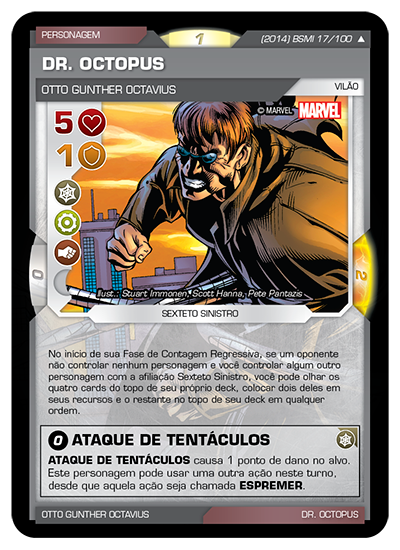 PERSONAGEM
1
(2014) BSMI 17/100 ▲
DR. OCTOPUS
OTTO GUNTHER OCTAVIUS
VILÃO
© MARVEL MARVEL
5
1
0
2
Ilust.: Stuart Immonen, Scott Hanna, Pete Pantazis
SEXTETO SINISTRO
No início de sua Fase de Contagem Regressiva, se um oponente
não controlar nenhum personagem e você controlar algum outro
personagem com a afiliação Sexteto Sinistro, você pode olhar os
quatro cards do topo de seu próprio deck, colocar dois deles em
seus recursos e o restante no topo de seu deck em qualquer
ordem.
0 ATAQUE DE TENTÁCULOS
ATAQUE DE TENTÁCULOS causa 1 ponto de dano no alvo.
Este personagem pode usar uma outra ação neste turno,
desde que aquela ação seja chamada ESPREMER.
OTTO GUNTHER OCTAVIUS
DR. OCTOPUS